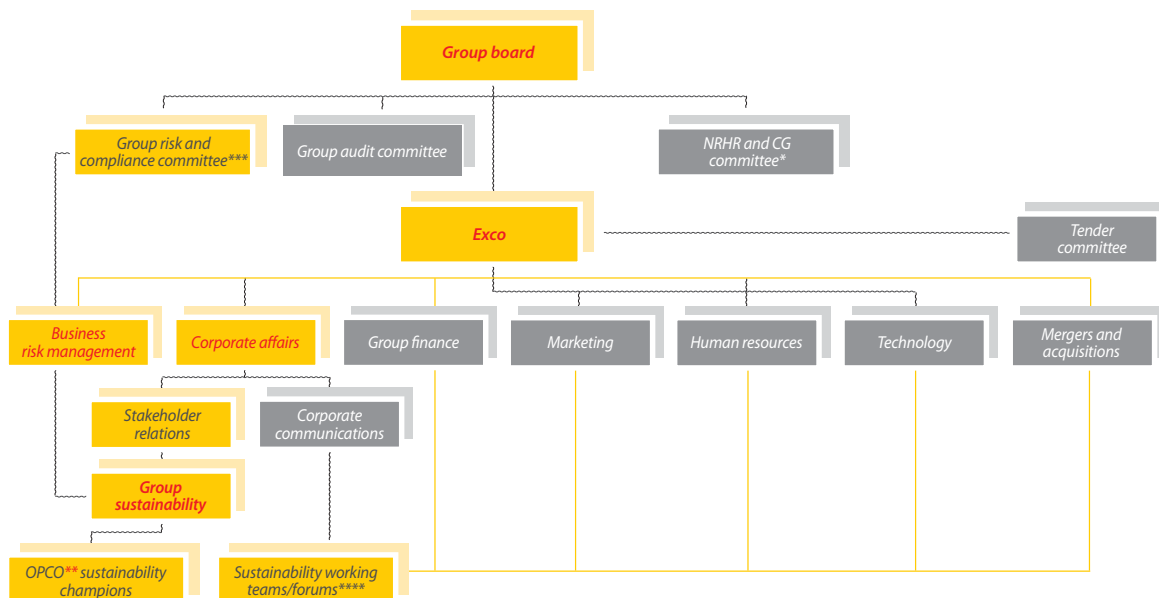 Group board
Group risk and
compliance committee***
Group audit committee
NRHR and CG
committee*
Exco
Tender
committee
Business
risk management
Corporate affairs
Group finance
Marketing
Human resources
Technology
Mergers and
acquisitions
Stakeholder
relations
Corporate
communications
Group
sustainability
OPCO** sustainability
champions
Sustainability working
teams/forums****